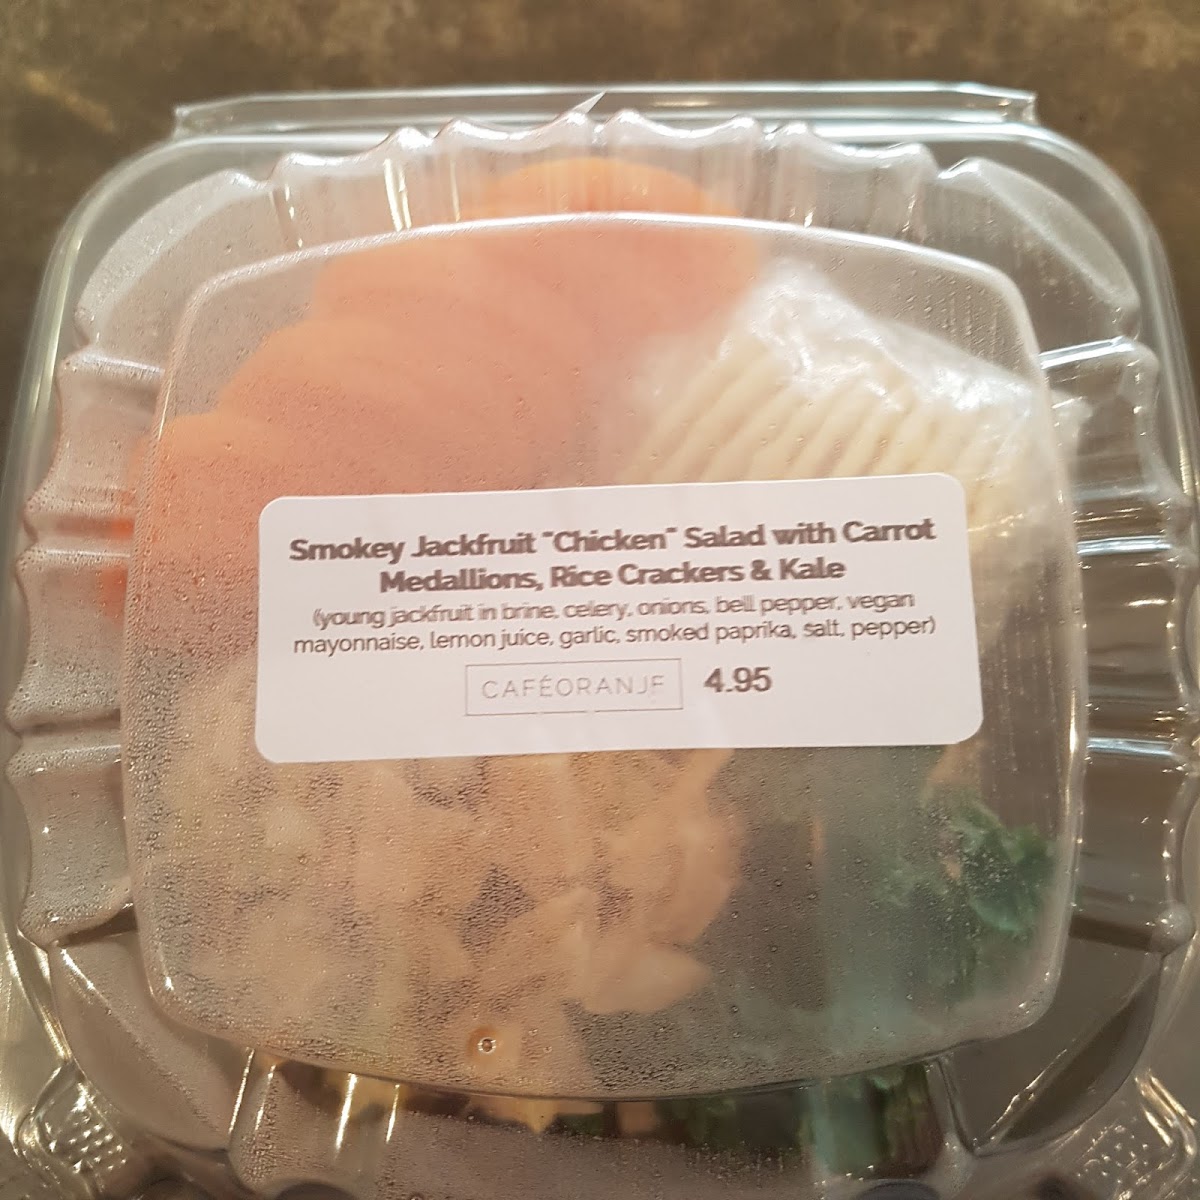 Smokey Jackfruit "Chicken" Salad with Carrot
Medallions, Rice Crackers & Kale
(young jackfruit in brine, celery, onions, bell pepper, vegan
mayonnaise, lemon juice, garlic, smoked paprika, salt, pepper)
CAFÉORANJE 4.95